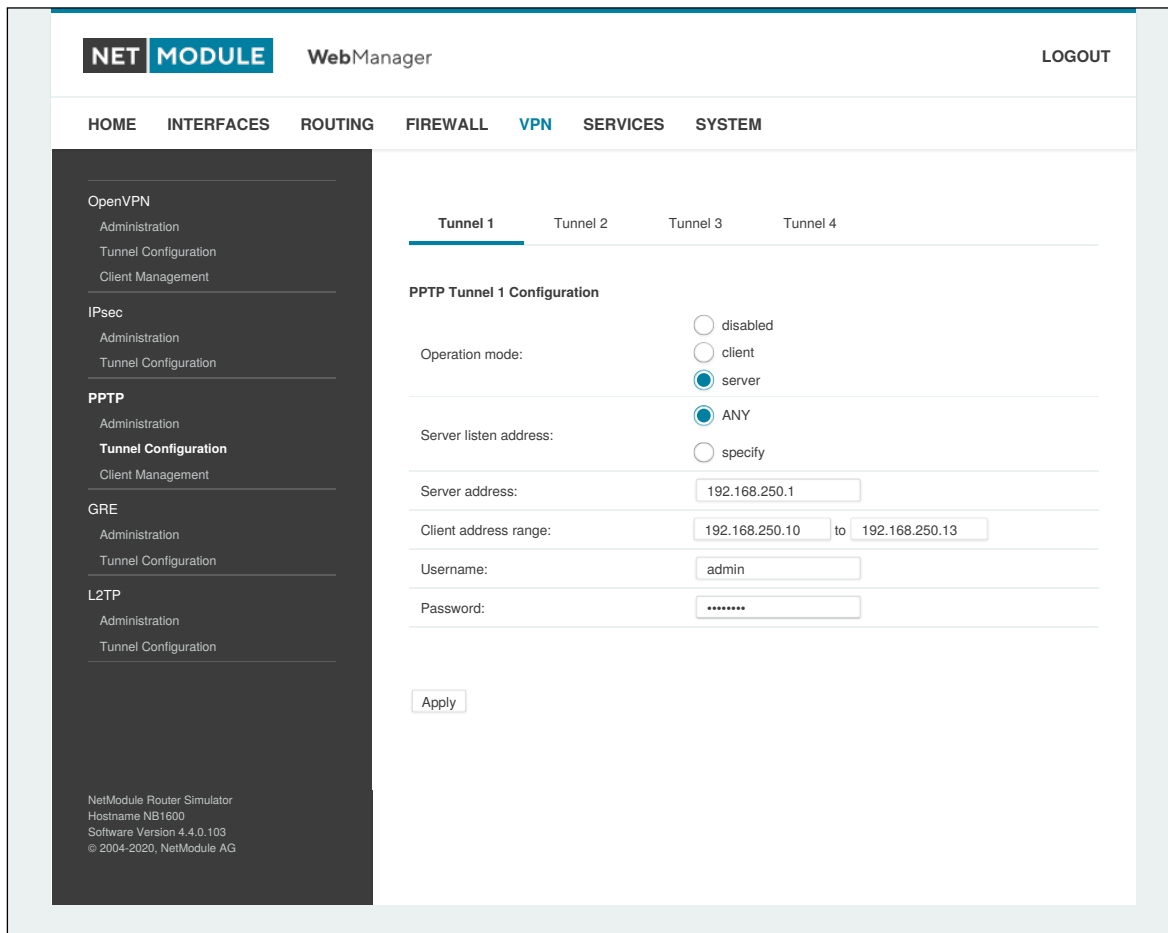 NET MODULE WebManager LOGOUT
HOME INTERFACES ROUTING FIREWALL VPN SERVICES SYSTEM
OpenVPN
Administration
Tunnel Configuration
Client Management
IPsec
Administration
Tunnel Configuration
PPTP
Administration
Tunnel Configuration
Client Management
GRE
Administration
Tunnel Configuration
L2TP
Administration
Tunnel Configuration
NetModule Router Simulator
Hostname NB1600
Software Version 4.4.0.103
© 2004-2020, NetModule AG
Tunnel 1 Tunnel 2 Tunnel 3 Tunnel 4
PPTP Tunnel 1 Configuration
Operation mode:
disabled
client
server
Server listen address:
ANY
specify
Server address: 192.168.250.1
Client address range: 192.168.250.10 to 192.168.250.13
Username: admin
Password: ••••••••
Apply